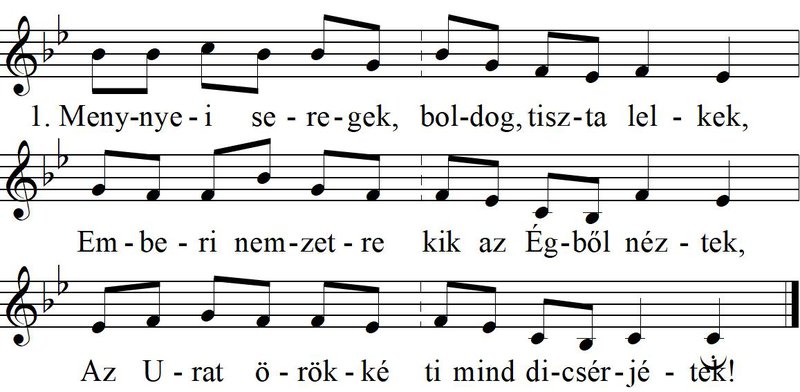 1. Meny-nye-i se-re-gek, bol-dog, tisz-ta lel-kek,
Em-be-ri nem-zet-re kik az Ég-ből néz-tek,
Az U-rat ö-rök-ké ti mind di-csér-jé-tek!